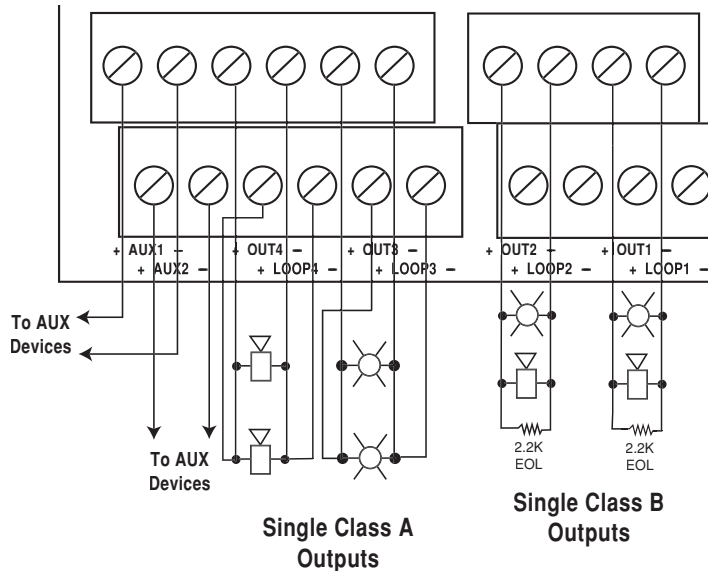 + AUX1 – + OUT4 – + OUT3 – + OUT2 – + OUT1 –
+ AUX2 – + LOOP4 – + LOOP3 – + LOOP2 – + LOOP1 –
To AUX
Devices
To AUX
Devices
2.2K
EOL
2.2K
EOL
Single Class A
Outputs
Single Class B
Outputs